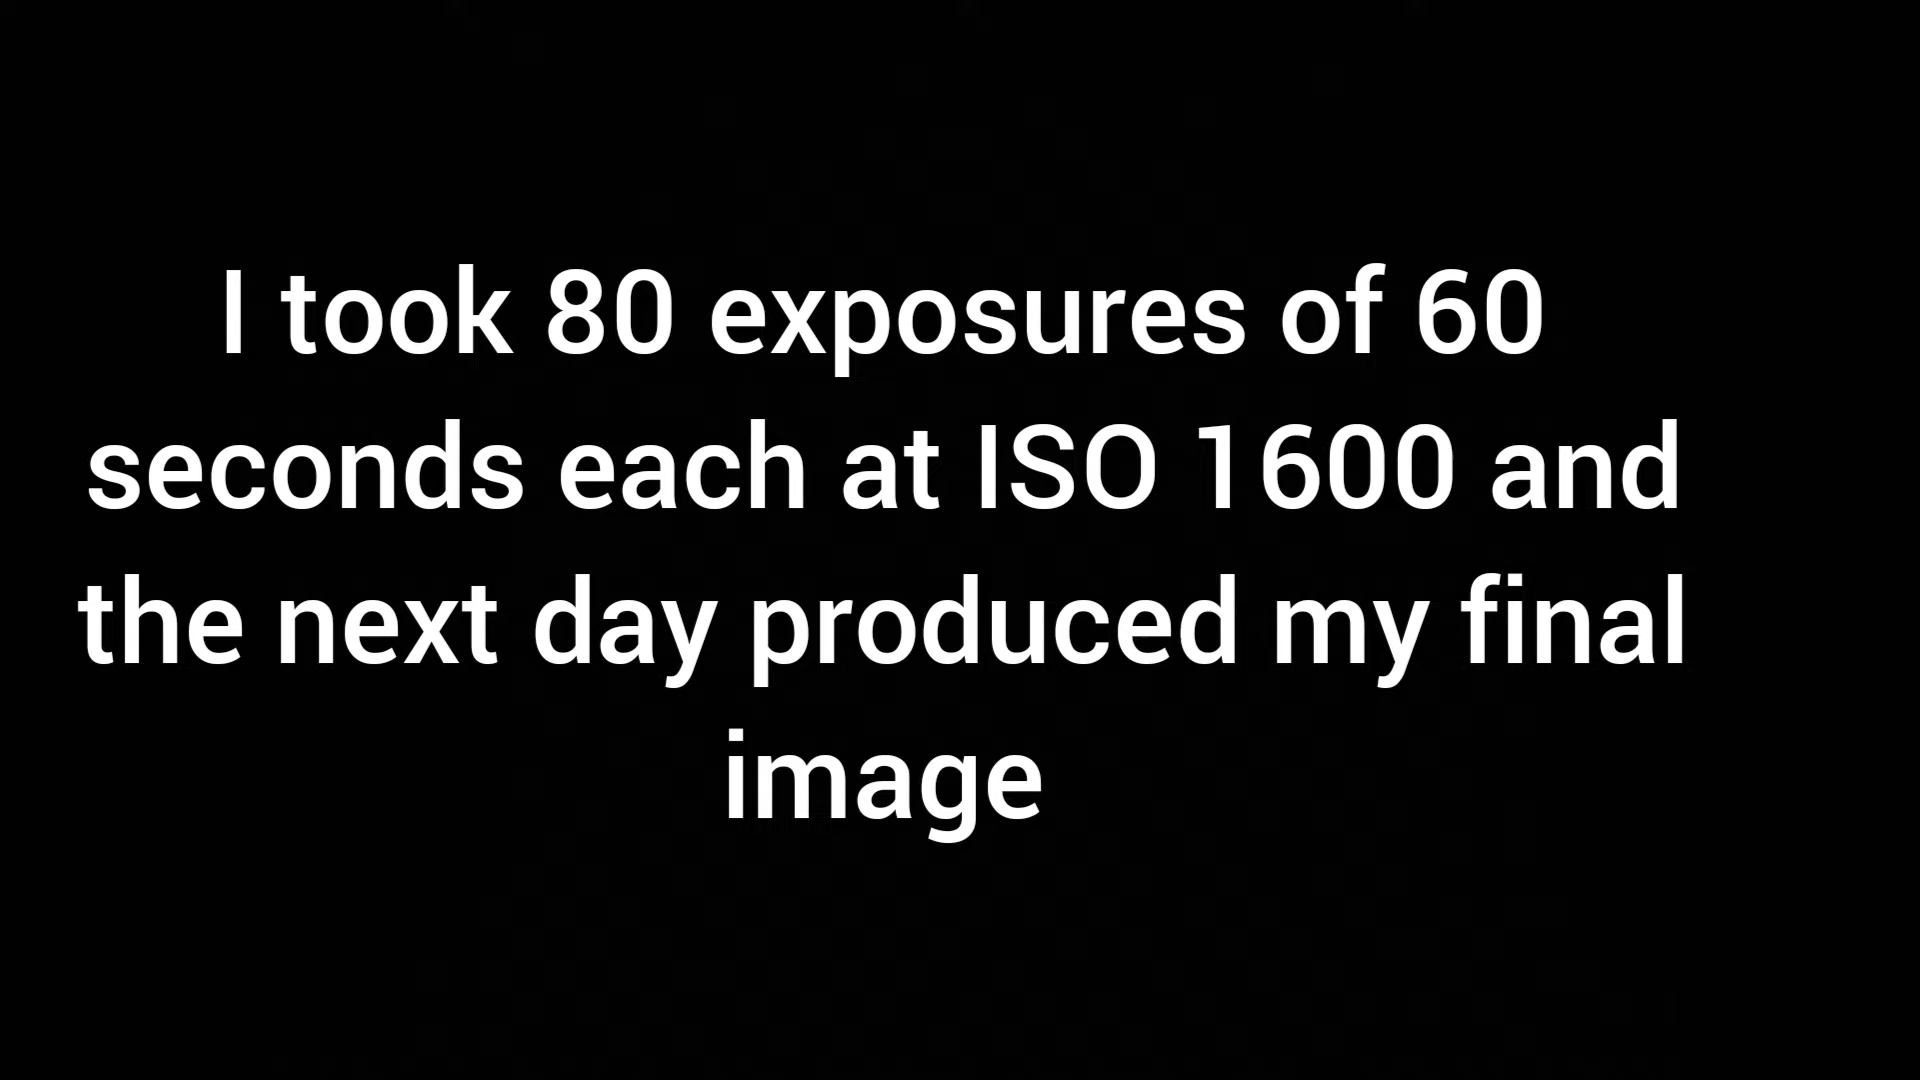 I took 80 exposures of 60
seconds each at ISO 1600 and
the next day produced my final
image